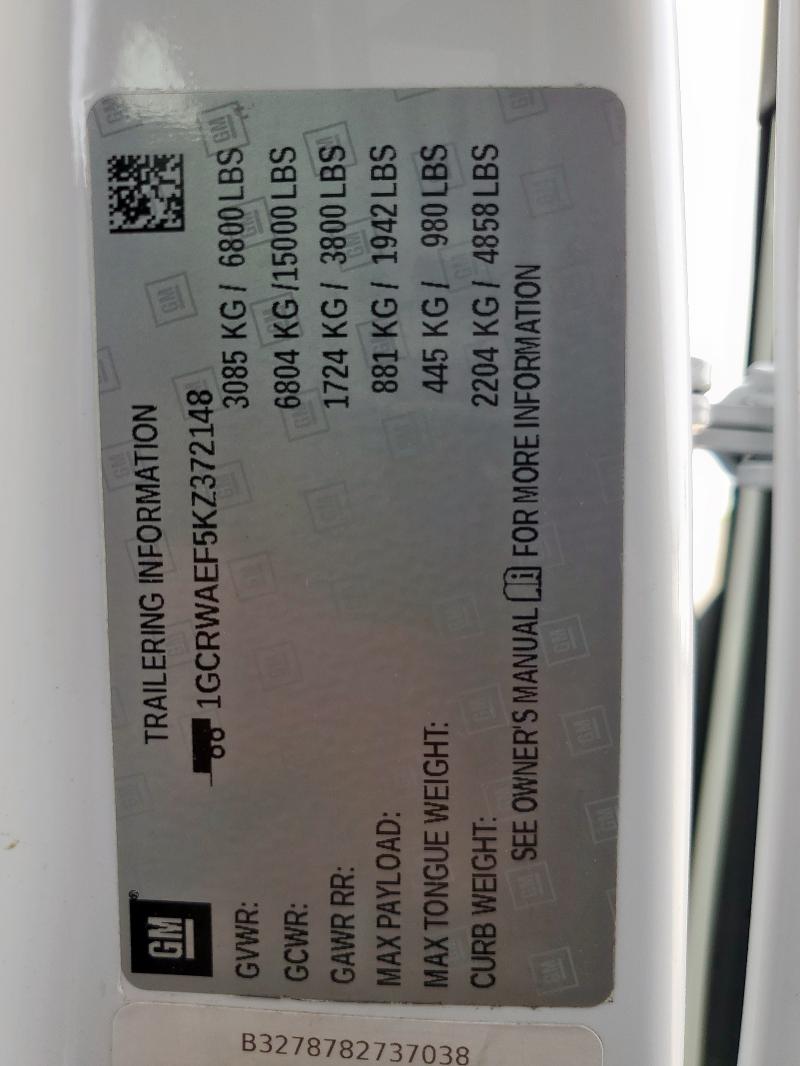 GM®
TRAILERING INFORMATION
1GCRWAEF5KZ372148
GVWR: 3085 KG / 6800 LBS
GCWR: 6804 KG /15000 LBS
GAWR RR: 1724 KG / 3800 LBS
MAX PAYLOAD: 881 KG / 1942 LBS
MAX TONGUE WEIGHT: 445 KG / 980 LBS
CURB WEIGHT: 2204 KG / 4858 LBS
SEE OWNER'S MANUAL i FOR MORE INFORMATION
B3278782737038